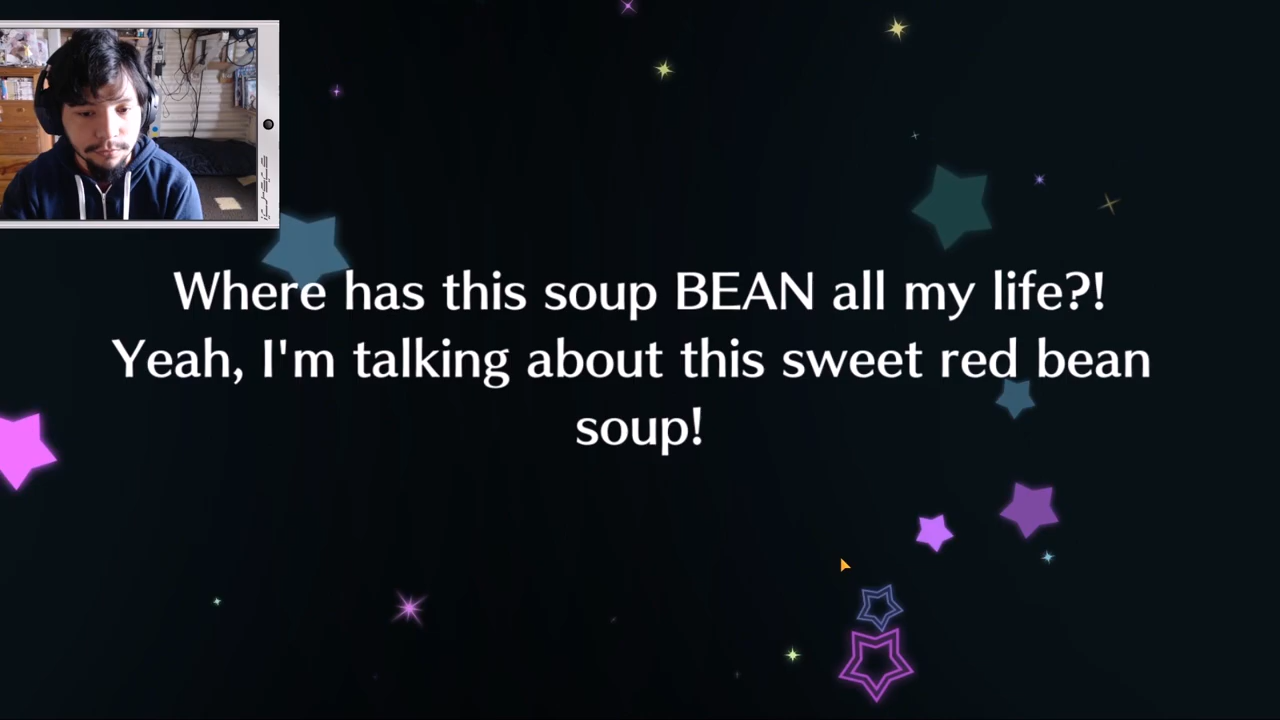 Where has this soup BEAN all my life?!
Yeah, I'm talking about this sweet red bean
soup!